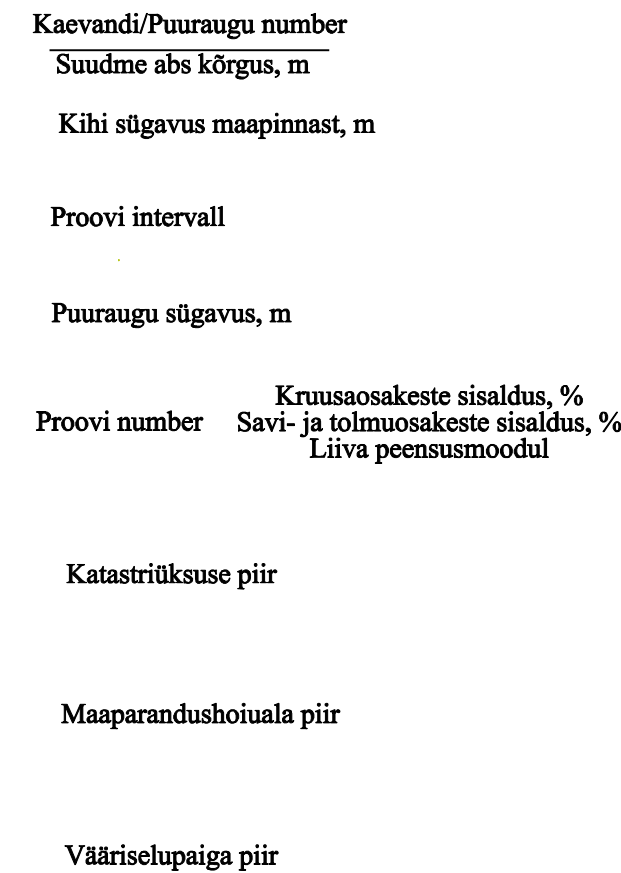 Kaevandi/Puuraugu number
Suudme abs kõrgus, m
Kihi sügavus maapinnast, m
Proovi intervall
Puuraugu sügavus, m
Kruusaosakeste sisaldus, %
Proovi number Savi- ja tolmuosakeste sisaldus, %
Liiva peensusmoodul
Katastriüksuse piir
Maaparandushoiuala piir
Vääriselupaiga piir